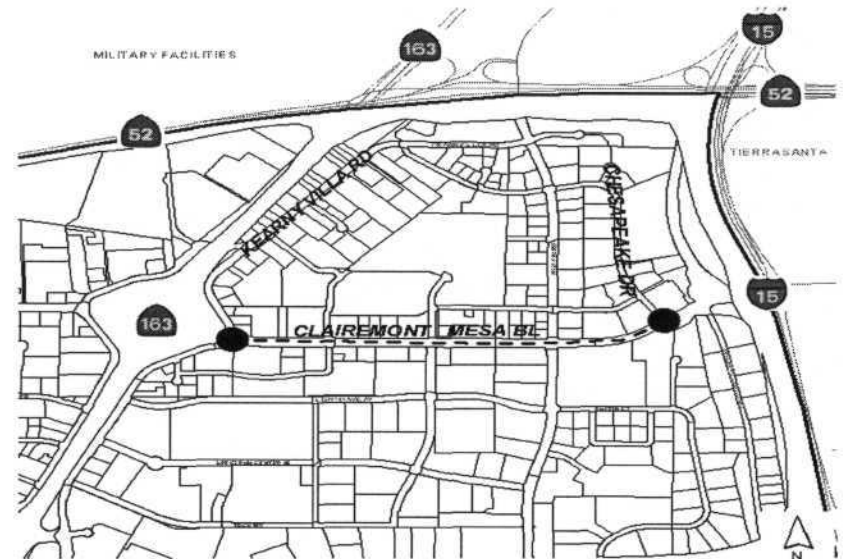 15
163
MILITARY FACILITIES
52
52
TIERRASANTA
KEARNY VILLA RD
CHESAPEAKE DR
15
163
CLAIREMONT MESA BL
N